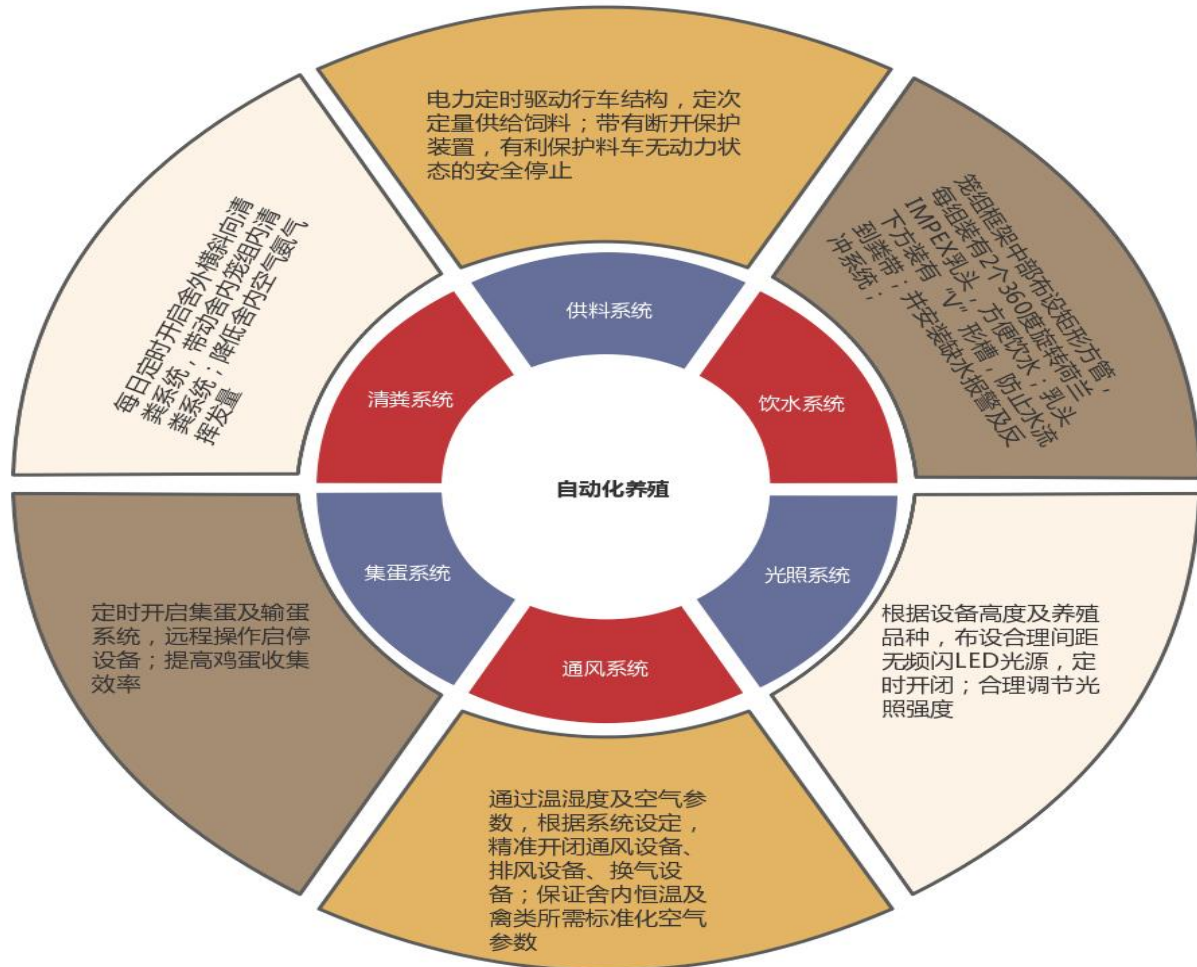 电力定时驱动行车结构，定次
定量供给饲料；带有断开保护
装置，有利保护料车无动力状
态的安全停止
供料系统
笼组框架中部布设矩形方管，
每组装有2个360度旋转荷兰
IMPEX乳头，方便饮水；乳头
下方装有“V”形槽，防止水流
到粪带；并安装缺水报警及反
冲系统；
饮水系统
每日定时开启舍外横斜向清
粪系统，带动舍内笼组内清
粪系统；降低舍内空气氨气
挥发量
清粪系统
自动化养殖
集蛋系统
定时开启集蛋及输蛋
系统，远程操作启停
设备；提高鸡蛋收集
效率
光照系统
根据设备高度及养殖
品种，布设合理间距
无频闪LED光源，定
时开闭；合理调节光
照强度
通风系统
通过温湿度及空气参
数，根据系统设定，
精准开闭通风设备、
排风设备、换气设
备；保证舍内恒温及
禽类所需标准化空气
参数